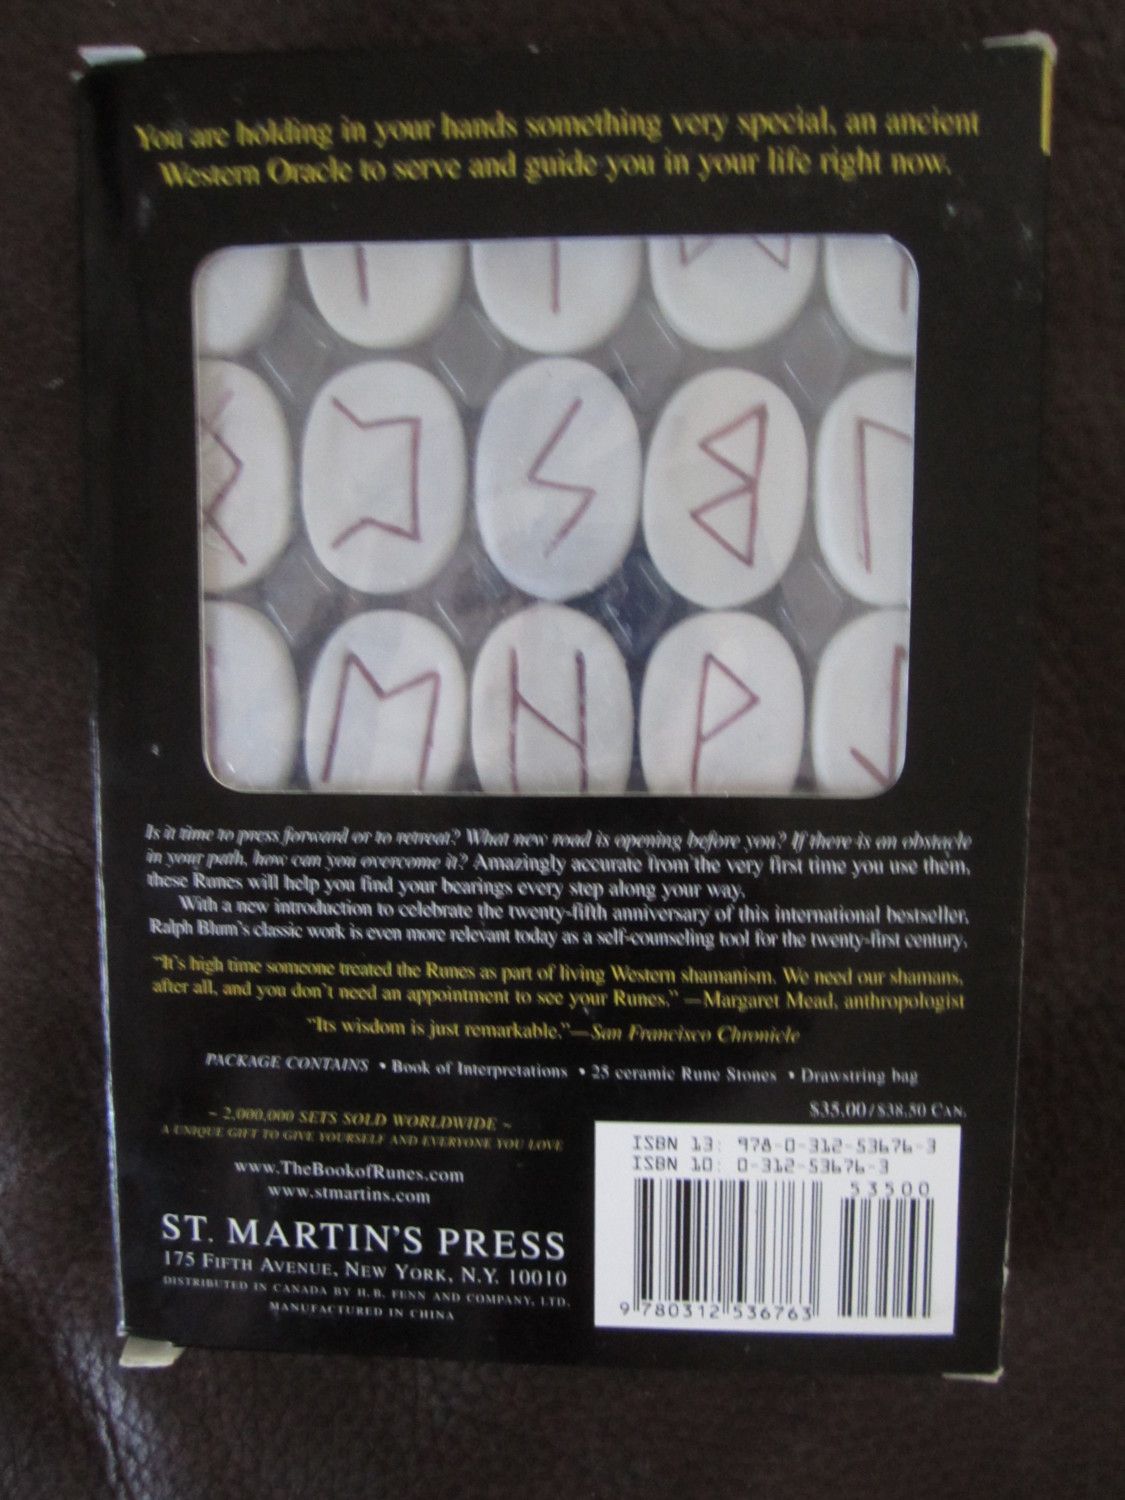 You are holding in your hands something very special, an ancient
Western Oracle to serve and guide you in your life right now.
Is it time to press forward or to retreat? What new road is opening before you? If there is an obstacle
in your path, how can you overcome it? Amazingly accurate from the very first time you use them,
these Runes will help you find your bearings every step along your way.
With a new introduction to celebrate the twenty-fifth anniversary of this international bestseller,
Ralph Blum's classic work is even more relevant today as a self-counseling tool for the twenty-first century.
"It's high time someone treated the Runes as part of living Western shamanism. We need our shamans,
after all, and you don't need an appointment to see your Runes." —Margaret Mead, anthropologist
"Its wisdom is just remarkable."—San Francisco Chronicle
PACKAGE CONTAINS • Book of Interpretations • 25 ceramic Rune Stones • Drawstring bag
~ 2,000,000 SETS SOLD WORLDWIDE ~
A UNIQUE GIFT TO GIVE YOURSELF AND EVERYONE YOU LOVE
www.TheBookofRunes.com
www.stmartins.com
ST. MARTIN'S PRESS
175 FIFTH AVENUE, NEW YORK, N.Y. 10010
DISTRIBUTED IN CANADA BY H. B. FENN AND COMPANY, LTD.
MANUFACTURED IN CHINA
$35.00/$38.50 CAN.
ISBN 13: 978-0-312-53676-3
ISBN 10: 0-312-53676-3
53500
9 780312 536763